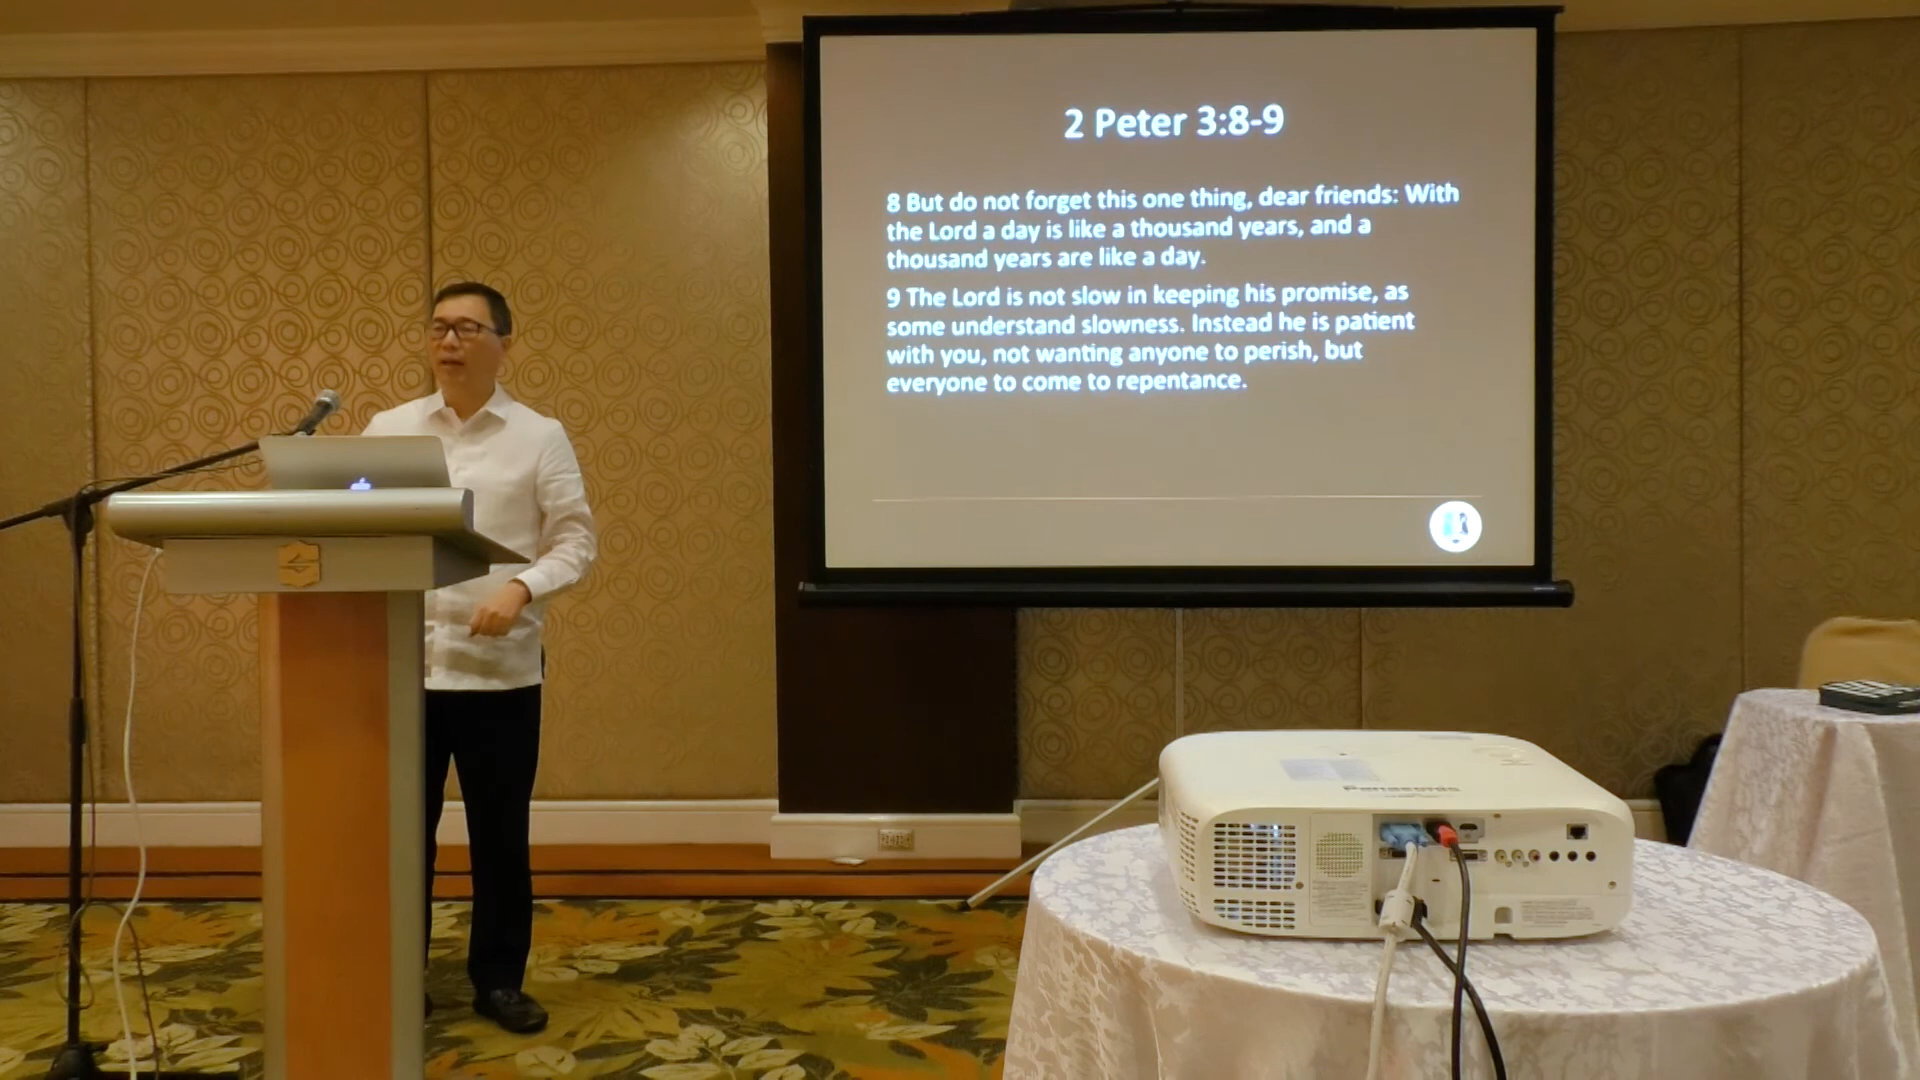 2 Peter 3:8-9
8 But do not forget this one thing, dear friends: With
the Lord a day is like a thousand years, and a
thousand years are like a day.
9 The Lord is not slow in keeping his promise, as
some understand slowness. Instead he is patient
with you, not wanting anyone to perish, but
everyone to come to repentance.
Panasonic